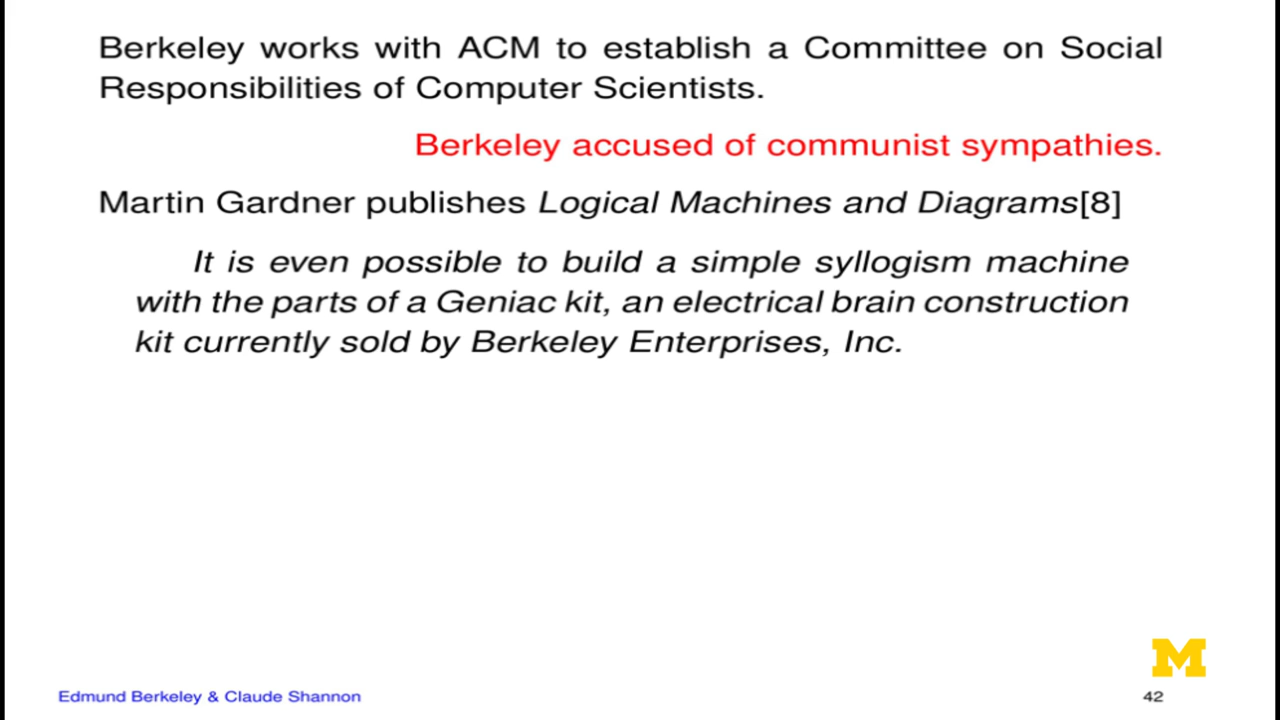 Berkeley works with ACM to establish a Committee on Social
Responsibilities of Computer Scientists.
Berkeley accused of communist sympathies.
Martin Gardner publishes Logical Machines and Diagrams[8]
It is even possible to build a simple syllogism machine
with the parts of a Geniac kit, an electrical brain construction
kit currently sold by Berkeley Enterprises, Inc.
M
Edmund Berkeley & Claude Shannon
42